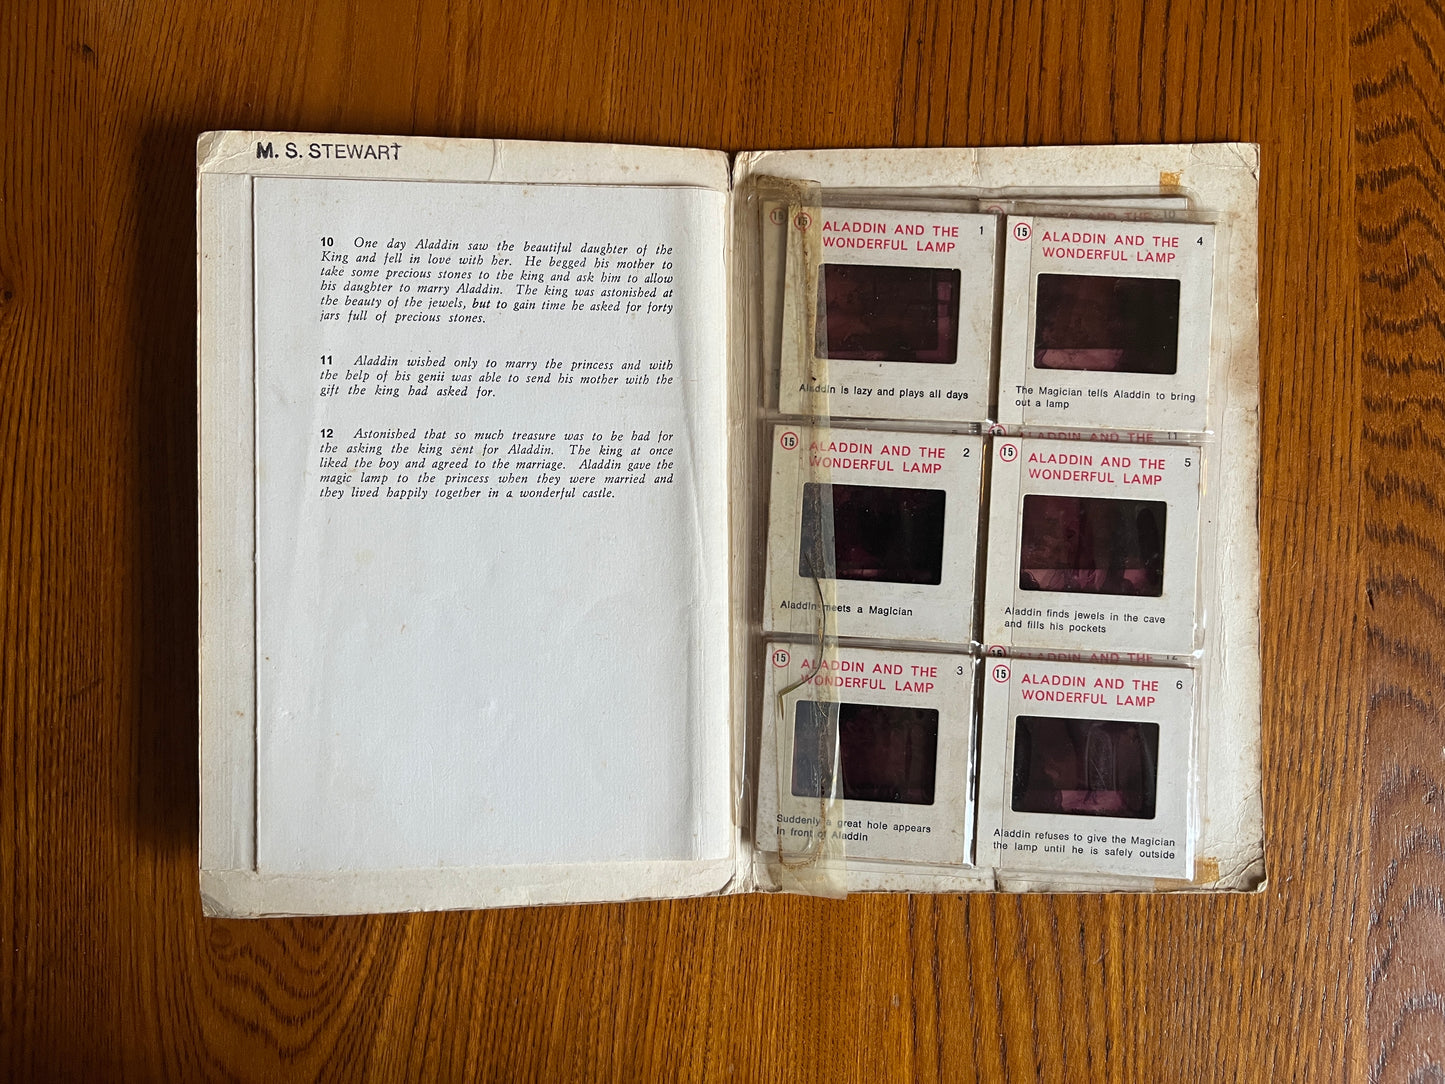 M. S. STEWART
10 One day Aladdin saw the beautiful daughter of the
King and fell in love with her. He begged his mother to
take some precious stones to the king and ask him to allow
his daughter to marry Aladdin. The king was astonished at
the beauty of the jewels, but to gain time he asked for forty
jars full of precious stones.
11 Aladdin wished only to marry the princess and with
the help of his genii was able to send his mother with the
gift the king had asked for.
12 Astonished that so much treasure was to be had for
the asking the king sent for Aladdin. The king at once
liked the boy and agreed to the marriage. Aladdin gave the
magic lamp to the princess when they were married and
they lived happily together in a wonderful castle.
15 ALADDIN AND THE 1
WONDERFUL LAMP
Aladdin is lazy and plays all days
15 ALADDIN AND THE 2
WONDERFUL LAMP
Aladdin meets a Magician
15 ALADDIN AND THE 3
WONDERFUL LAMP
Suddenly a great hole appears
in front of Aladdin
15 ALADDIN AND THE 4
WONDERFUL LAMP
The Magician tells Aladdin to bring
out a lamp
11
15 ALADDIN AND THE 5
WONDERFUL LAMP
Aladdin finds jewels in the cave
and fills his pockets
ALADDIN AND THE 12
15 ALADDIN AND THE 6
WONDERFUL LAMP
Aladdin refuses to give the Magician
the lamp until he is safely outside